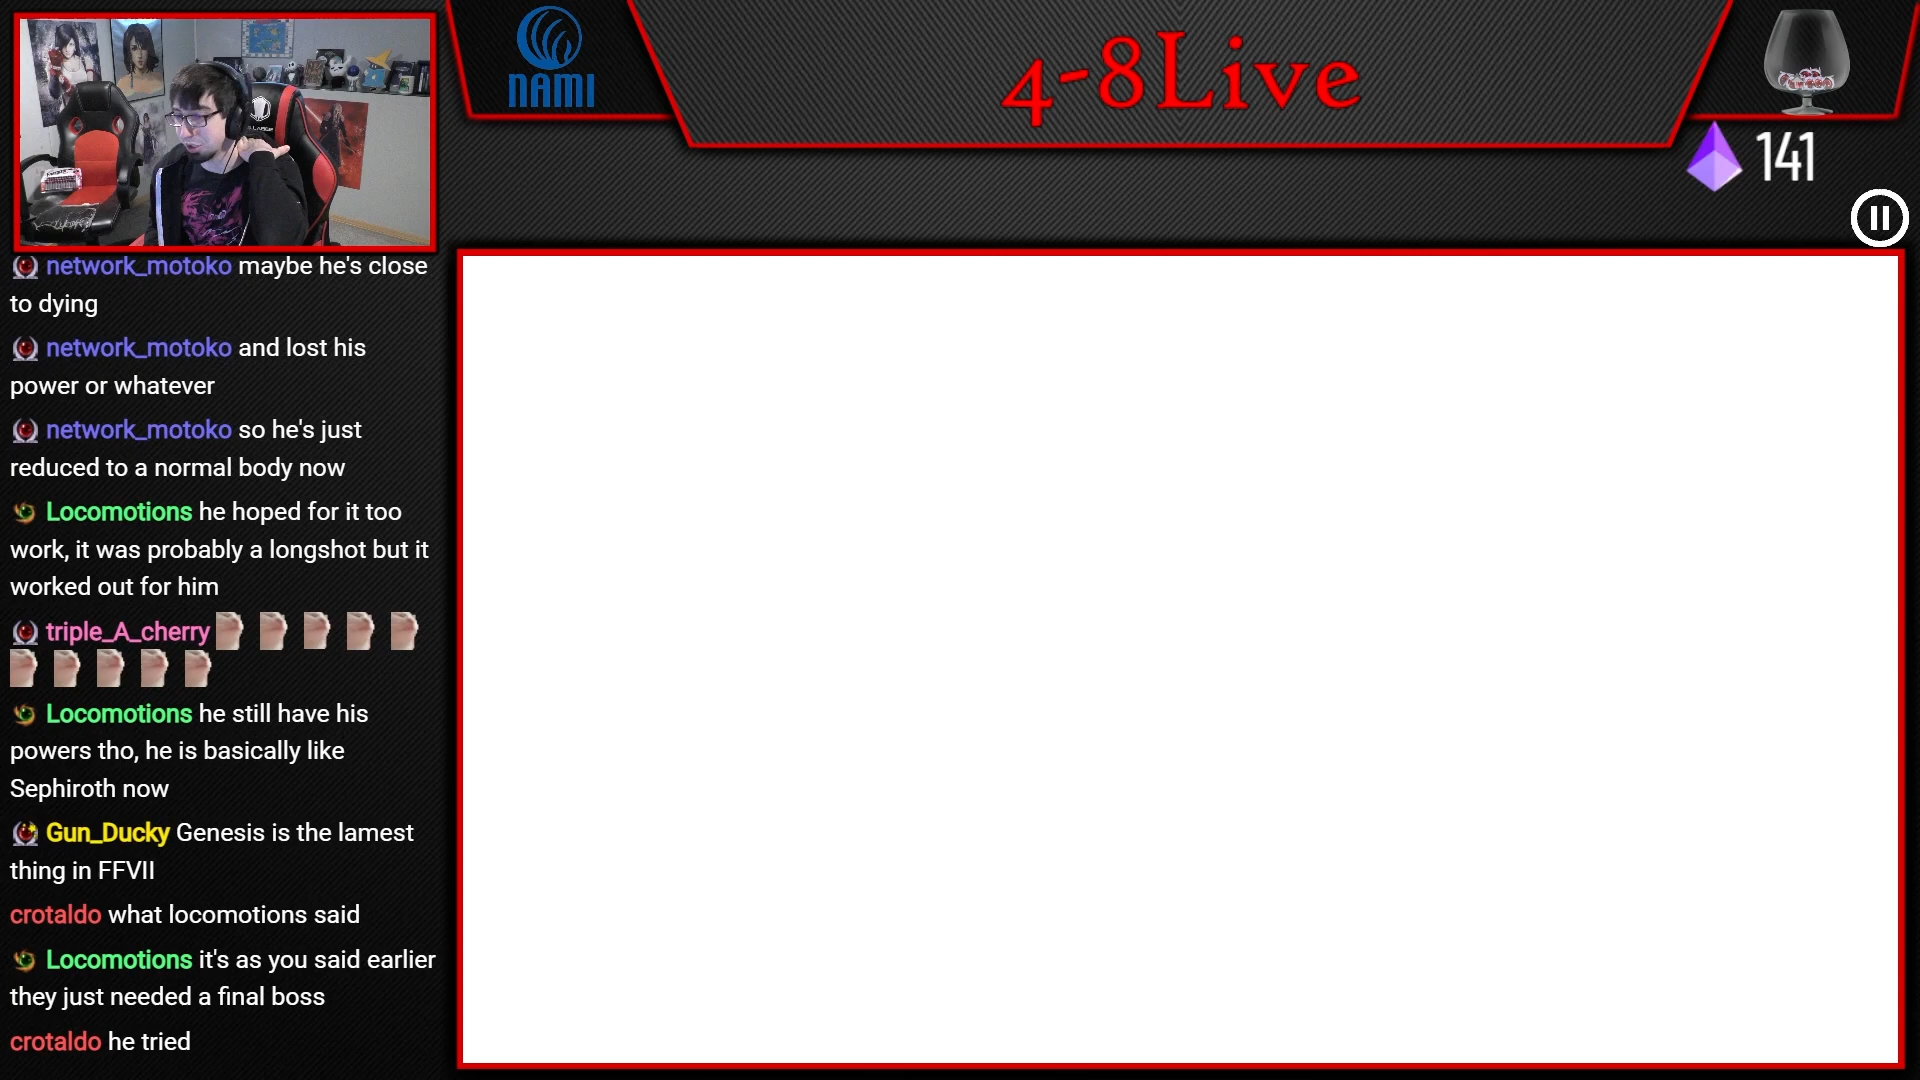 NAMI
4-8Live
141
network_motoko maybe he's close
to dying
network_motoko and lost his
power or whatever
network_motoko so he's just
reduced to a normal body now
Locomotions he hoped for it too
work, it was probably a longshot but it
worked out for him
triple_A_cherry
Locomotions he still have his
powers tho, he is basically like
Sephiroth now
Gun_Ducky Genesis is the lamest
thing in FFVII
crotaldo what locomotions said
Locomotions it's as you said earlier
they just needed a final boss
crotaldo he tried